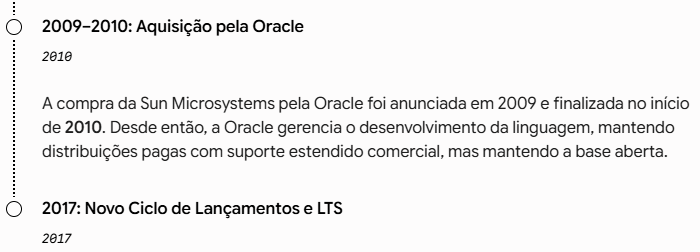 2009–2010: Aquisição pela Oracle
2010
A compra da Sun Microsystems pela Oracle foi anunciada em 2009 e finalizada no início
de 2010. Desde então, a Oracle gerencia o desenvolvimento da linguagem, mantendo
distribuições pagas com suporte estendido comercial, mas mantendo a base aberta.
2017: Novo Ciclo de Lançamentos e LTS
2017